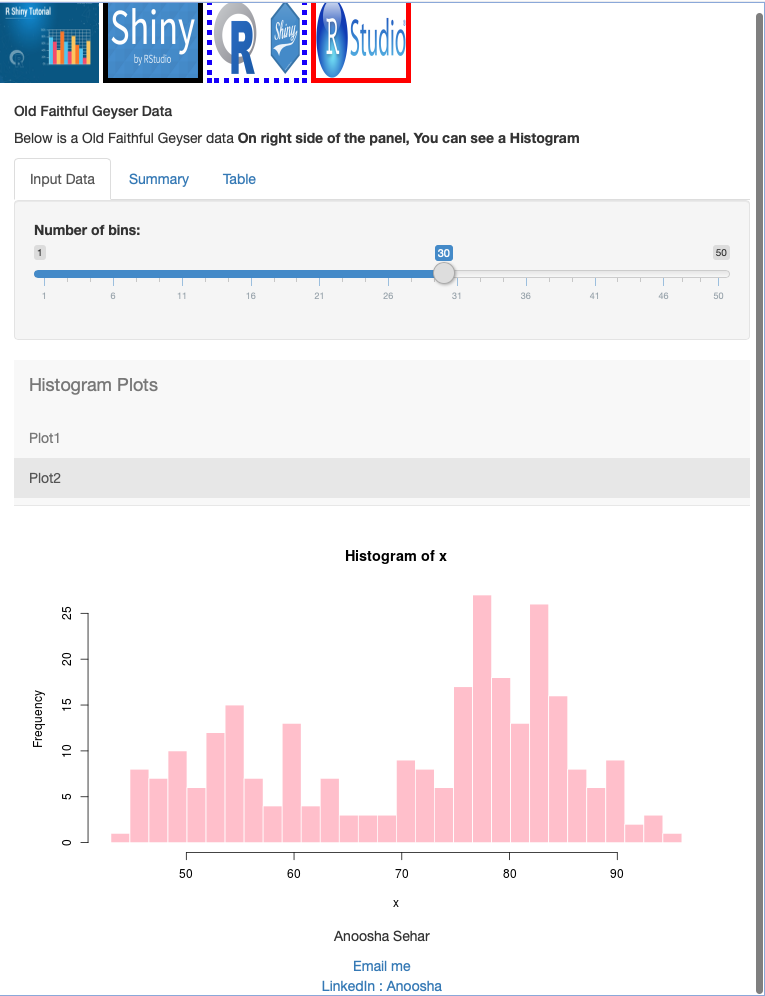 R Shiny Tutorial
Shiny
by RStudio
R Shiny
R Studio
Old Faithful Geyser Data
Below is a Old Faithful Geyser data On right side of the panel, You can see a Histogram
Input Data Summary Table
Number of bins:
1 30 50
1 6 11 16 21 26 31 36 41 46 50
Histogram Plots
Plot1
Plot2
Histogram of x
Frequency
25
20
15
10
5
0
50 60 70 80 90
x
Anoosha Sehar
Email me
LinkedIn : Anoosha